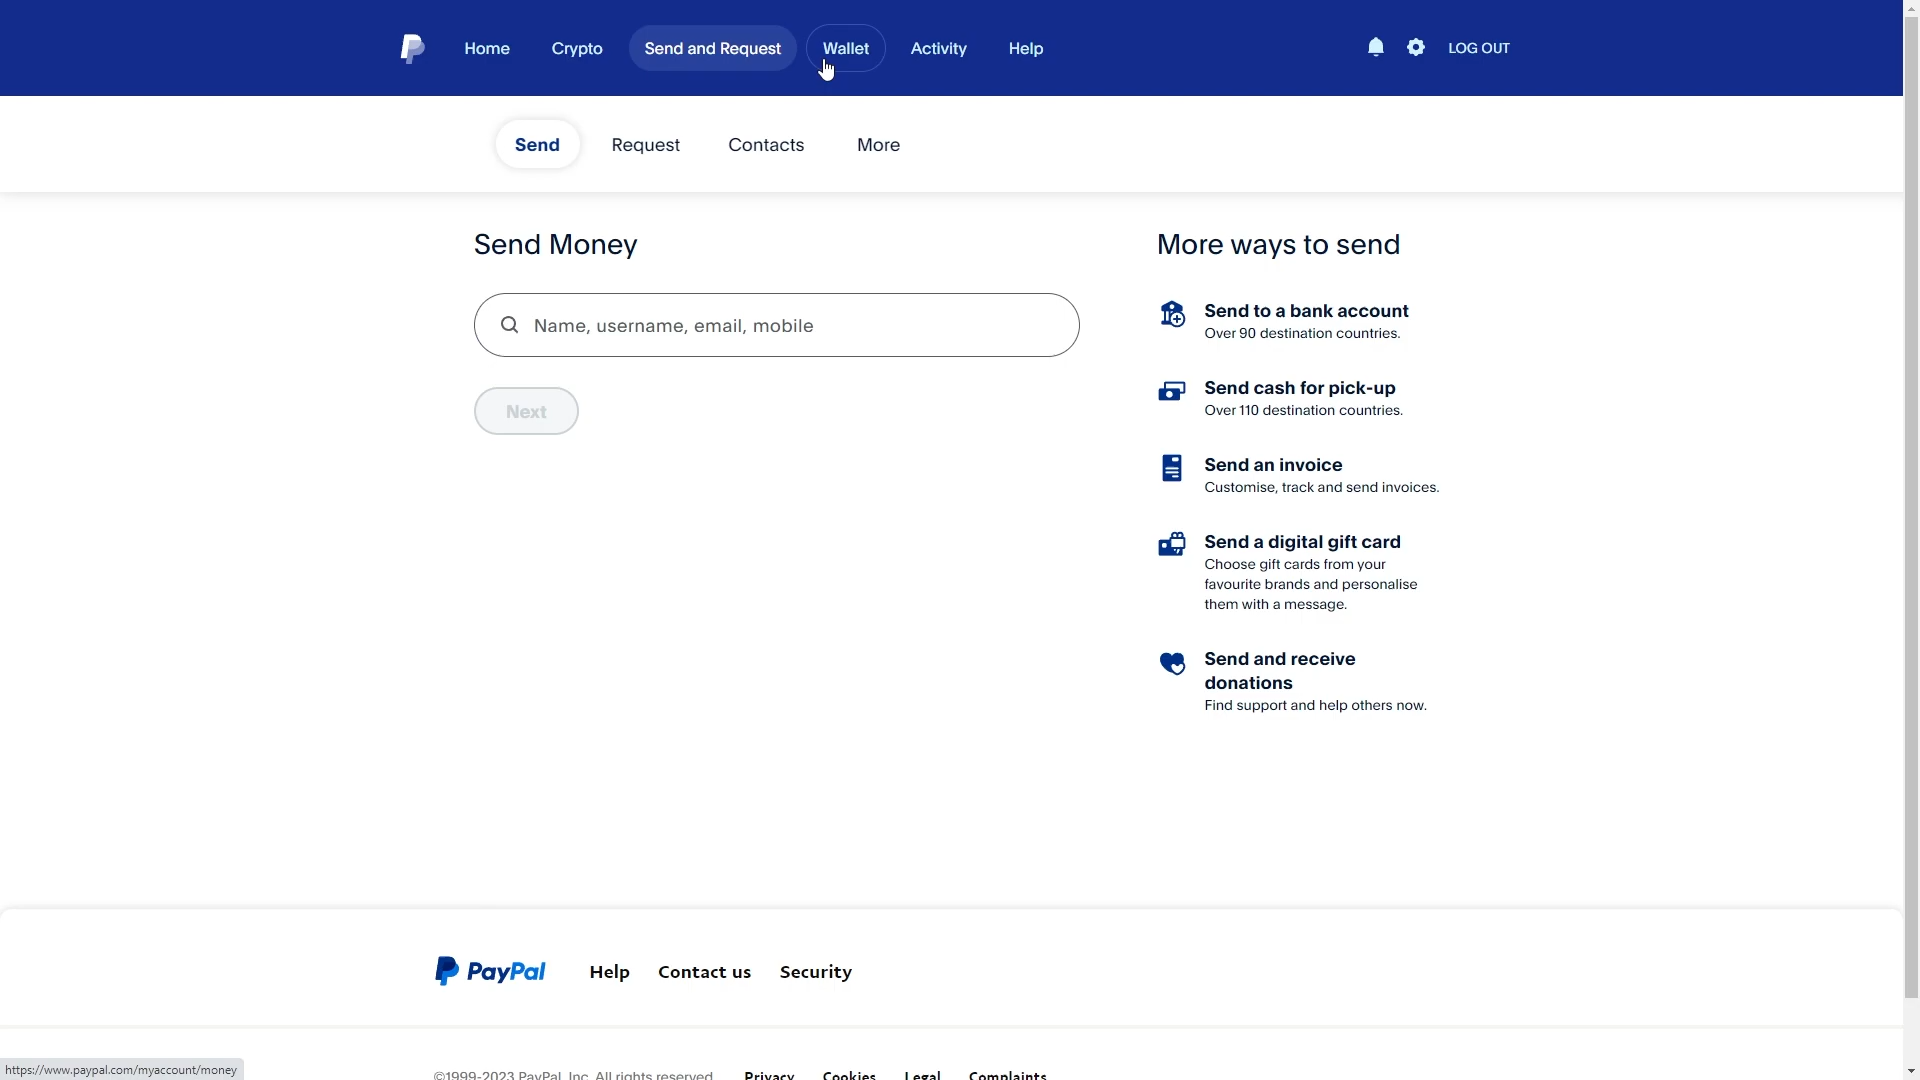 Home Crypto Send and Request Wallet Activity Help LOG OUT
Send Request Contacts More
Send Money
Name, username, email, mobile
Next
More ways to send
Send to a bank account
Over 90 destination countries.
Send cash for pick-up
Over 110 destination countries.
Send an invoice
Customise, track and send invoices.
Send a digital gift card
Choose gift cards from your
favourite brands and personalise
them with a message.
Send and receive
donations
Find support and help others now.
PayPal Help Contact us Security
https://www.paypal.com/myaccount/money
©1999-2023 PayPal, Inc. All rights reserved. Privacy Cookies Legal Complaints